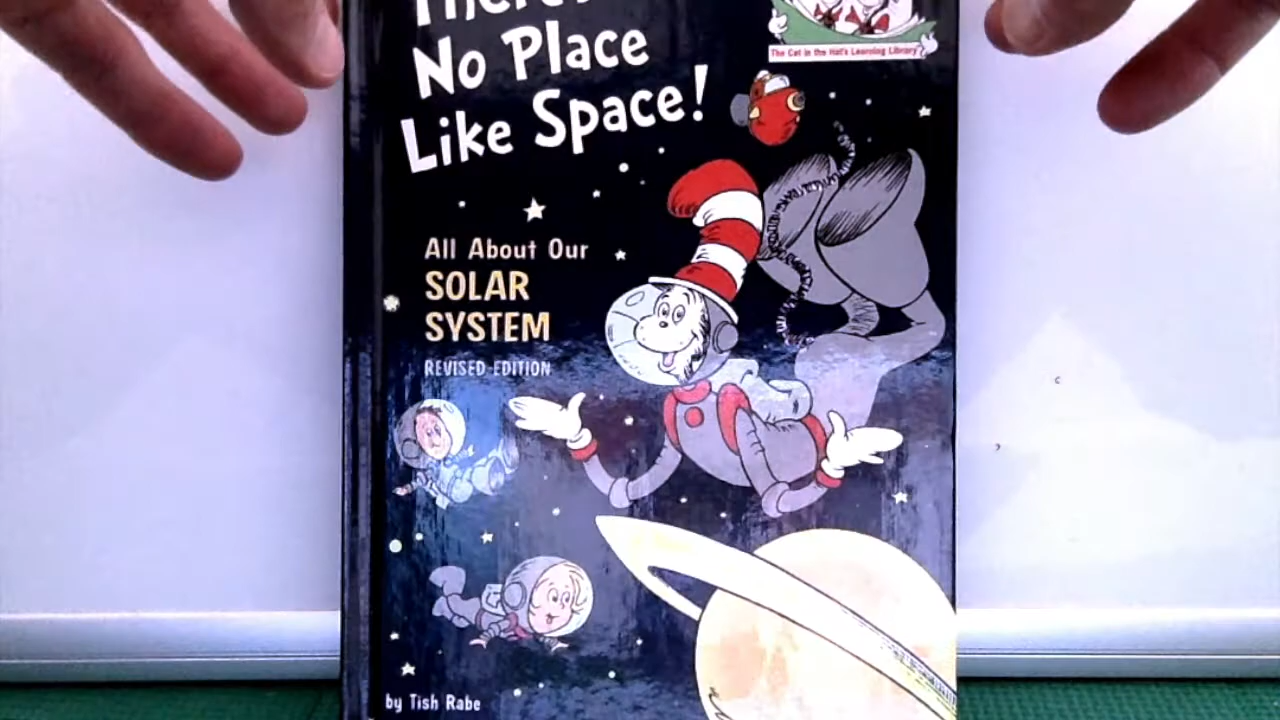 There's
No Place
Like Space!
The Cat in the Hat's Learning Library
All About Our
SOLAR
SYSTEM
REVISED EDITION
by Tish Rabe